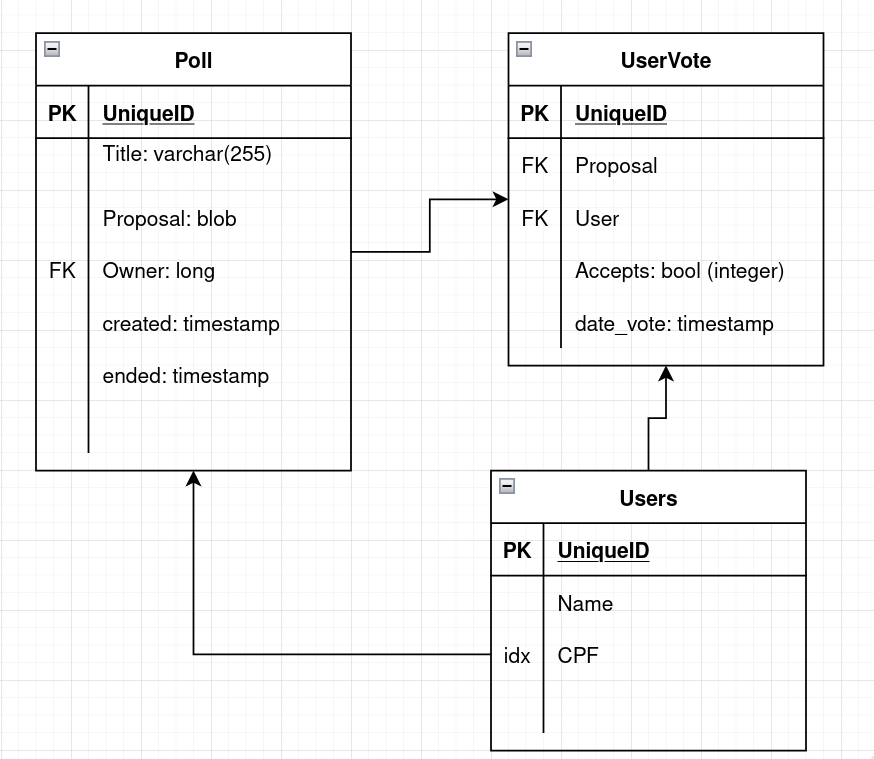 Poll
PK UniqueID
Title: varchar(255)
Proposal: blob
FK Owner: long
created: timestamp
ended: timestamp
UserVote
PK UniqueID
FK Proposal
FK User
Accepts: bool (integer)
date_vote: timestamp
Users
PK UniqueID
Name
idx CPF